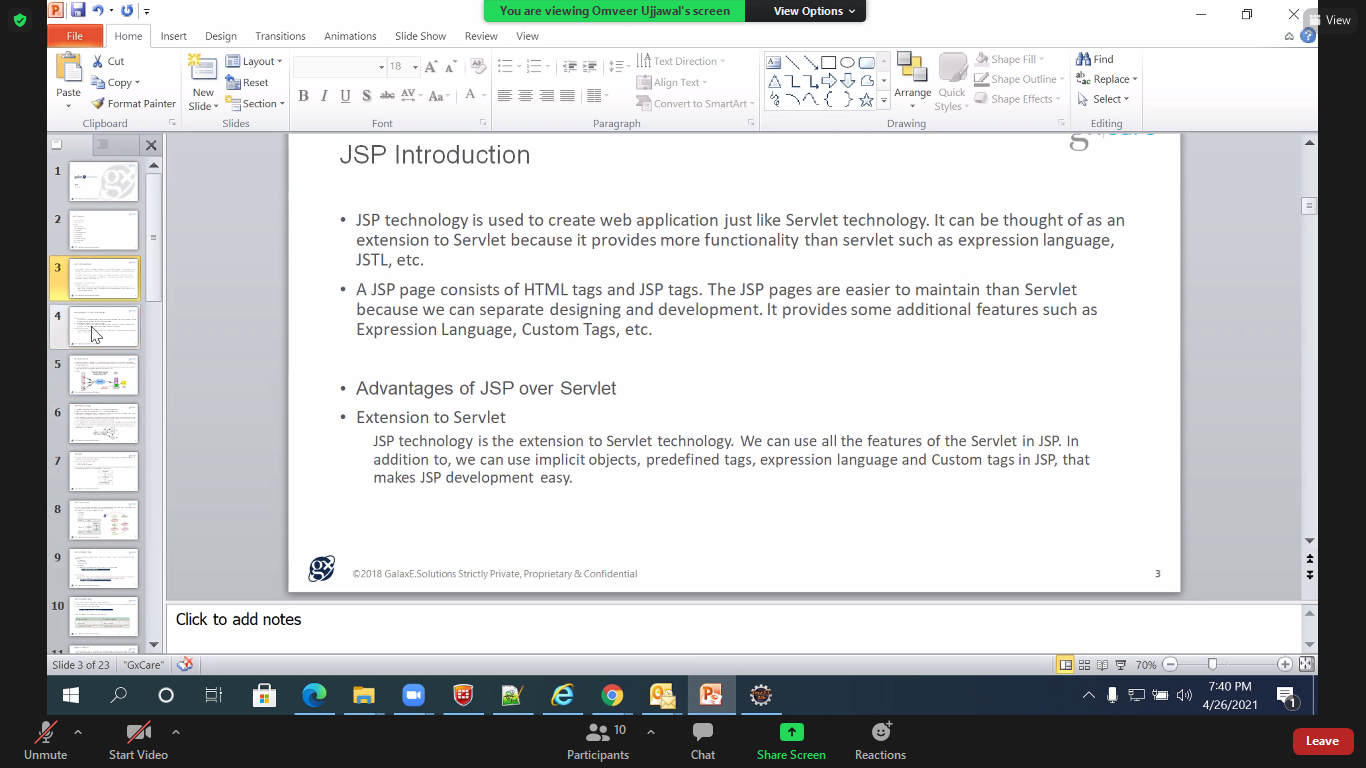 You are viewing Omveer Ujjawal's screen
View Options
View
File
Home
Insert
Design
Transitions
Animations
Slide Show
Review
View
Paste
Cut
Copy
Format Painter
Clipboard
New
Slide
Layout
Reset
Section
Slides
18
B I U S abc AV Aa A
Font
Text Direction
Align Text
Convert to SmartArt
Paragraph
Arrange
Quick
Styles
Shape Fill
Shape Outline
Shape Effects
Drawing
Find
Replace
Select
Editing
1
2
3
4
5
6
7
8
9
10
11
JSP Introduction
• JSP technology is used to create web application just like Servlet technology. It can be thought of as an
extension to Servlet because it provides more functionality than servlet such as expression language,
JSTL, etc.
• A JSP page consists of HTML tags and JSP tags. The JSP pages are easier to maintain than Servlet
because we can separate designing and development. It provides some additional features such as
Expression Language, Custom Tags, etc.
• Advantages of JSP over Servlet
• Extension to Servlet
JSP technology is the extension to Servlet technology. We can use all the features of the Servlet in JSP. In
addition to, we can use implicit objects, predefined tags, expression language and Custom tags in JSP, that
makes JSP development easy.
gx
©2018 GalaxE.Solutions Strictly Private, Proprietary & Confidential
3
Click to add notes
Slide 3 of 23
"GxCare"
70%
7:40 PM
4/26/2021
1
Unmute
Start Video
Participants
10
Chat
Share Screen
Reactions
Leave